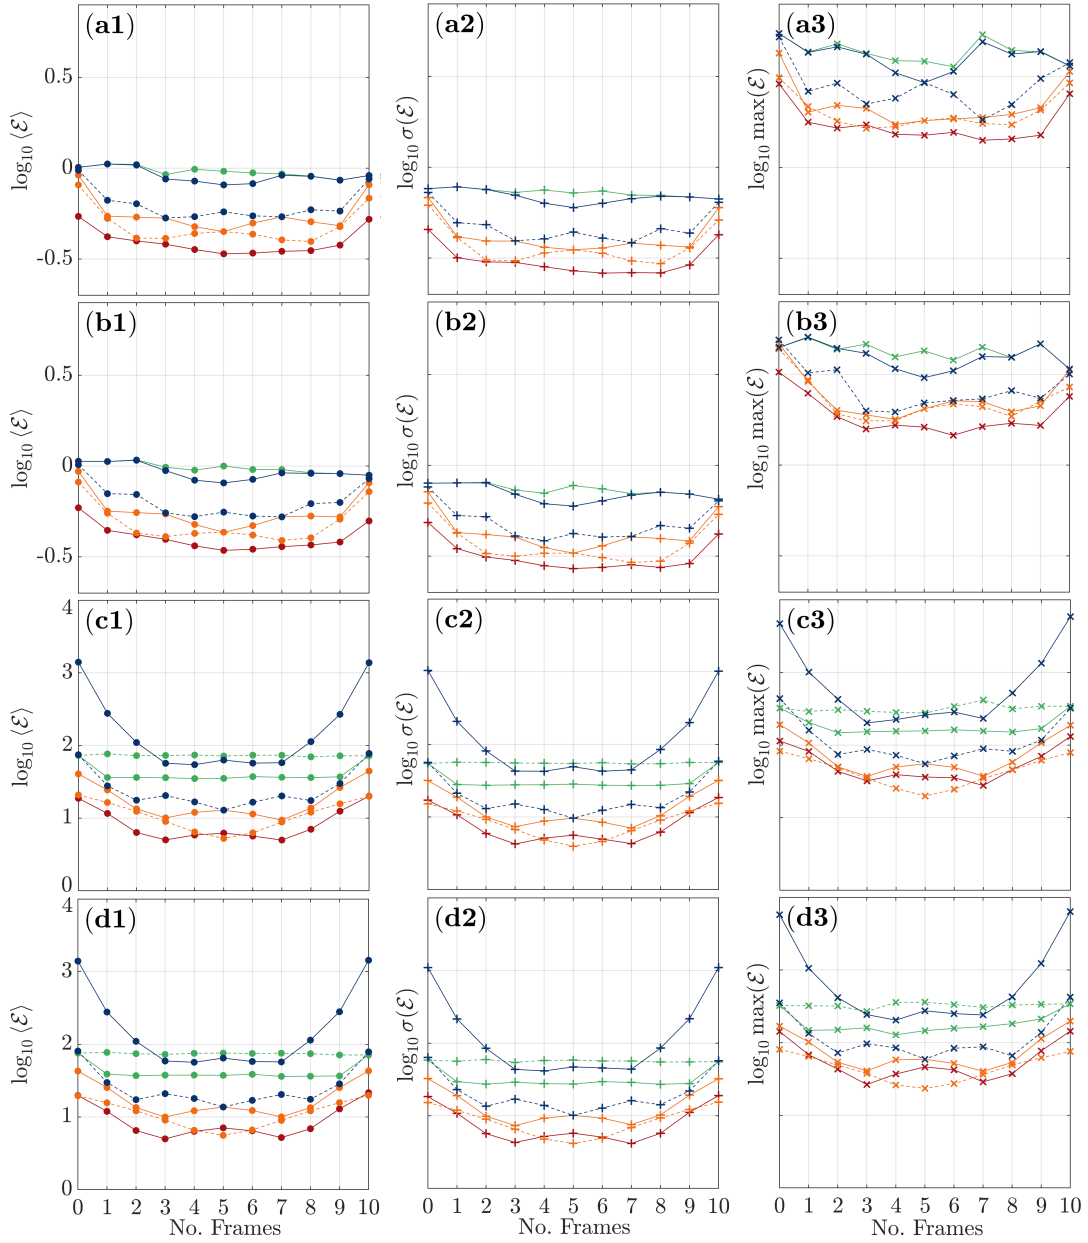 (a1)
(a2)
(a3)
0.5
0
-0.5
log₁₀ ⟨ℰ⟩
log₁₀ σ(ℰ)
log₁₀ max(ℰ)
(b1)
(b2)
(b3)
0.5
0
-0.5
log₁₀ ⟨ℰ⟩
log₁₀ σ(ℰ)
log₁₀ max(ℰ)
(c1)
(c2)
(c3)
4
3
2
1
0
log₁₀ ⟨ℰ⟩
log₁₀ σ(ℰ)
log₁₀ max(ℰ)
(d1)
(d2)
(d3)
4
3
2
1
0
log₁₀ ⟨ℰ⟩
log₁₀ σ(ℰ)
log₁₀ max(ℰ)
0 1 2 3 4 5 6 7 8 9 10
0 1 2 3 4 5 6 7 8 9 10
0 1 2 3 4 5 6 7 8 9 10
No. Frames
No. Frames
No. Frames